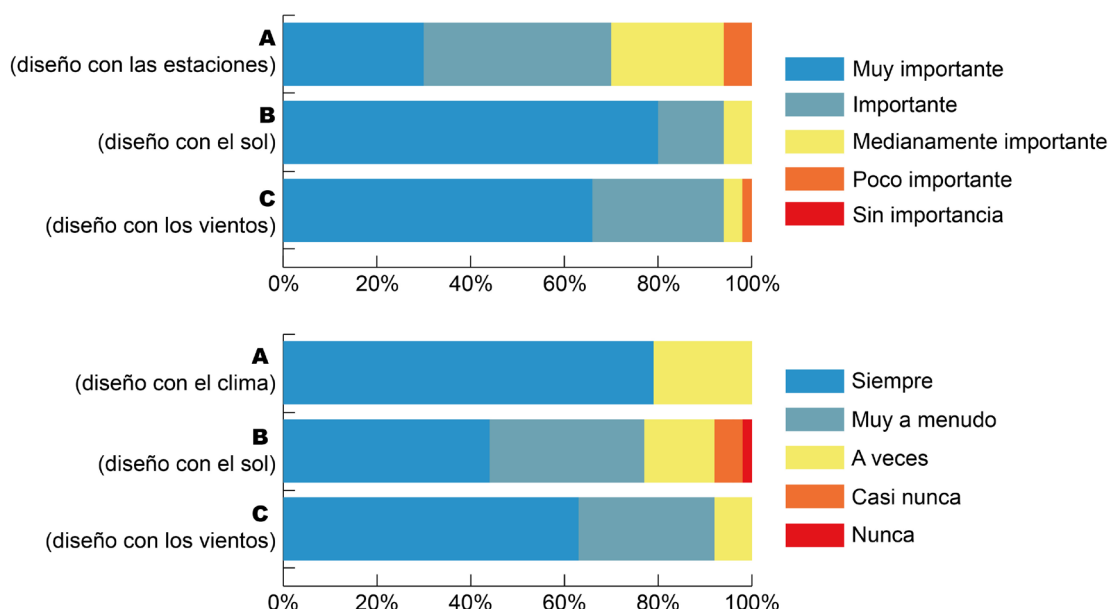 A
(diseño con las estaciones)
B
(diseño con el sol)
C
(diseño con los vientos)
0% 20% 40% 60% 80% 100%
Muy importante
Importante
Medianamente importante
Poco importante
Sin importancia
A
(diseño con el clima)
B
(diseño con el sol)
C
(diseño con los vientos)
0% 20% 40% 60% 80% 100%
Siempre
Muy a menudo
A veces
Casi nunca
Nunca